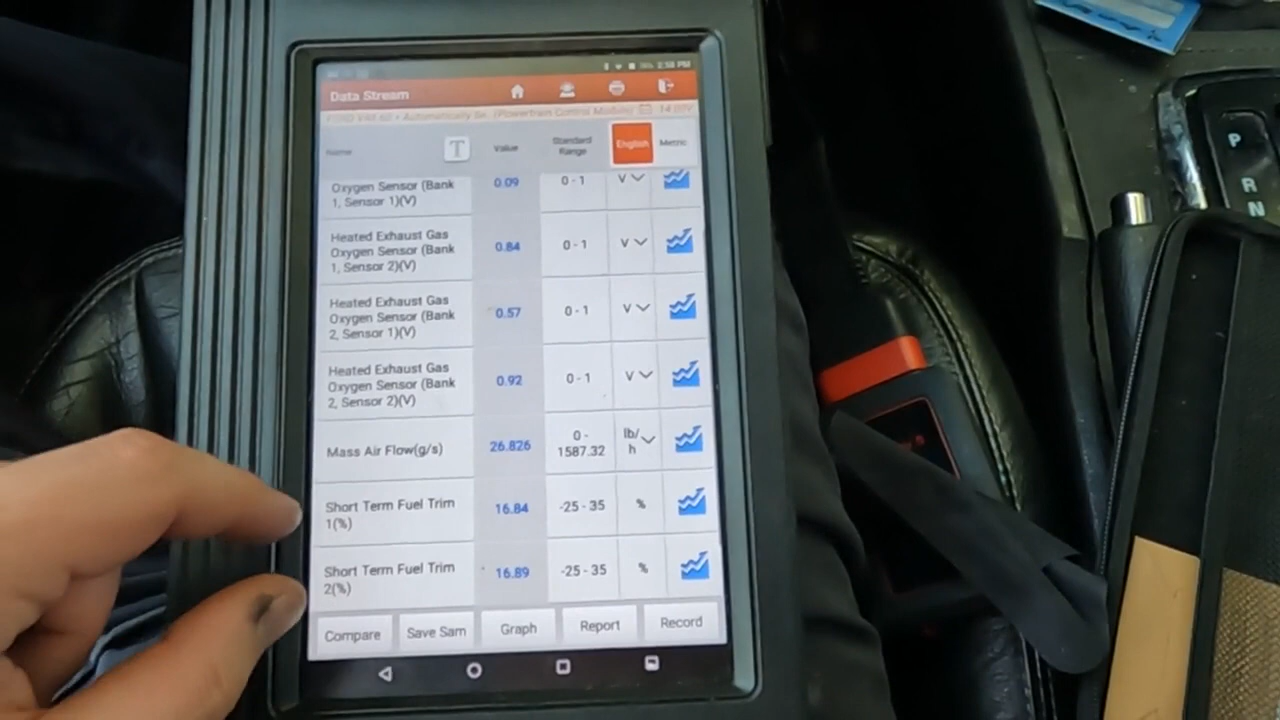 2:58 PM
Data Stream
T
English
Metric
Name
Value
Standard
Range
Oxygen Sensor (Bank
1, Sensor 1)(V)
0.09
0 - 1
V
Heated Exhaust Gas
Oxygen Sensor (Bank
1, Sensor 2)(V)
0.84
0 - 1
V
Heated Exhaust Gas
Oxygen Sensor (Bank
2, Sensor 1)(V)
0.57
0 - 1
V
Heated Exhaust Gas
Oxygen Sensor (Bank
2, Sensor 2)(V)
0.92
0 - 1
V
Mass Air Flow(g/s)
26.826
0 -
1587.32
lb/
h
Short Term Fuel Trim
1(%)
16.84
-25 - 35
%
Short Term Fuel Trim
2(%)
16.89
-25 - 35
%
Compare
Save Sam
Graph
Report
Record
P
R
N